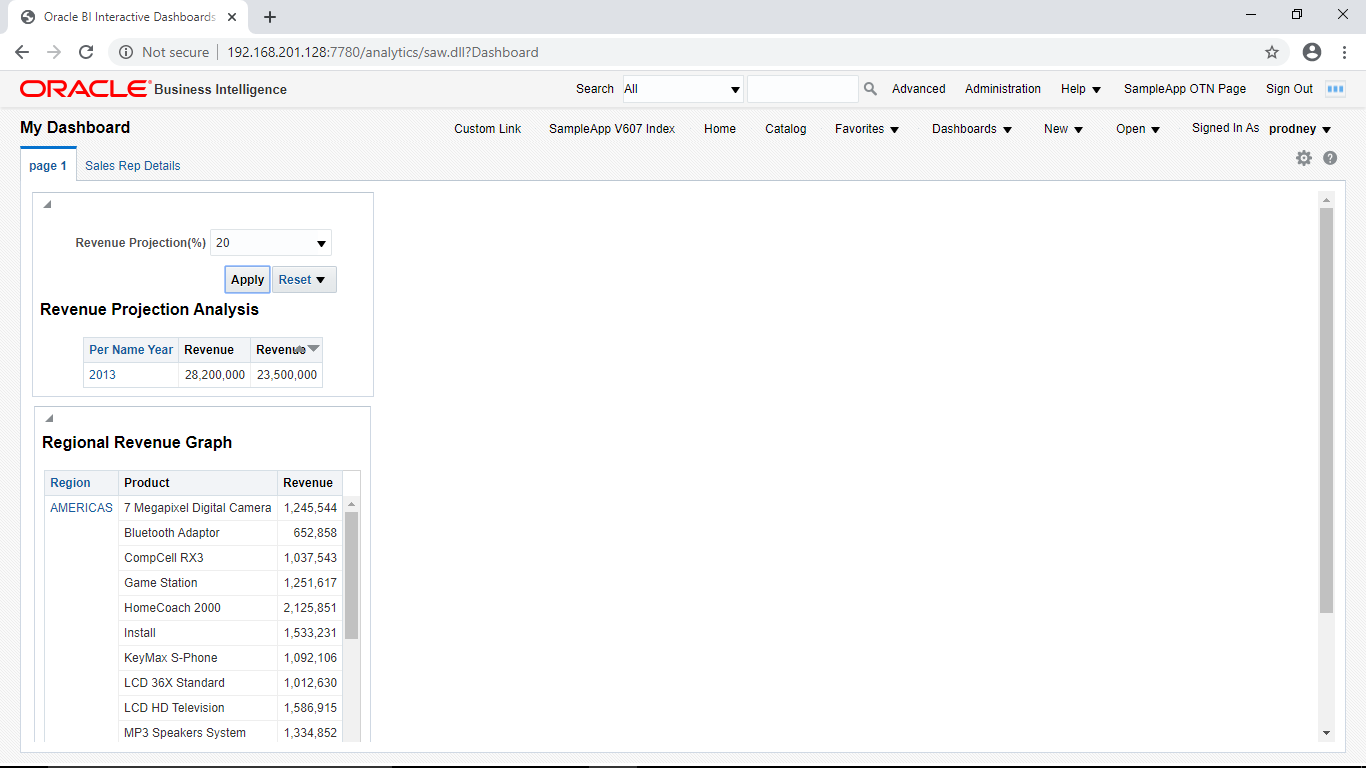 Oracle BI Interactive Dashboards
Not secure 192.168.201.128:7780/analytics/saw.dll?Dashboard
ORACLE Business Intelligence Search All Advanced Administration Help SampleApp OTN Page Sign Out
My Dashboard Custom Link SampleApp V607 Index Home Catalog Favorites Dashboards New Open Signed In As prodney
page 1 Sales Rep Details
Revenue Projection(%) 20
Apply Reset
Revenue Projection Analysis
Per Name Year Revenue Revenue
2013 28,200,000 23,500,000
Regional Revenue Graph
Region Product Revenue
AMERICAS 7 Megapixel Digital Camera 1,245,544
Bluetooth Adaptor 652,858
CompCell RX3 1,037,543
Game Station 1,251,617
HomeCoach 2000 2,125,851
Install 1,533,231
KeyMax S-Phone 1,092,106
LCD 36X Standard 1,012,630
LCD HD Television 1,586,915
MP3 Speakers System 1,334,852